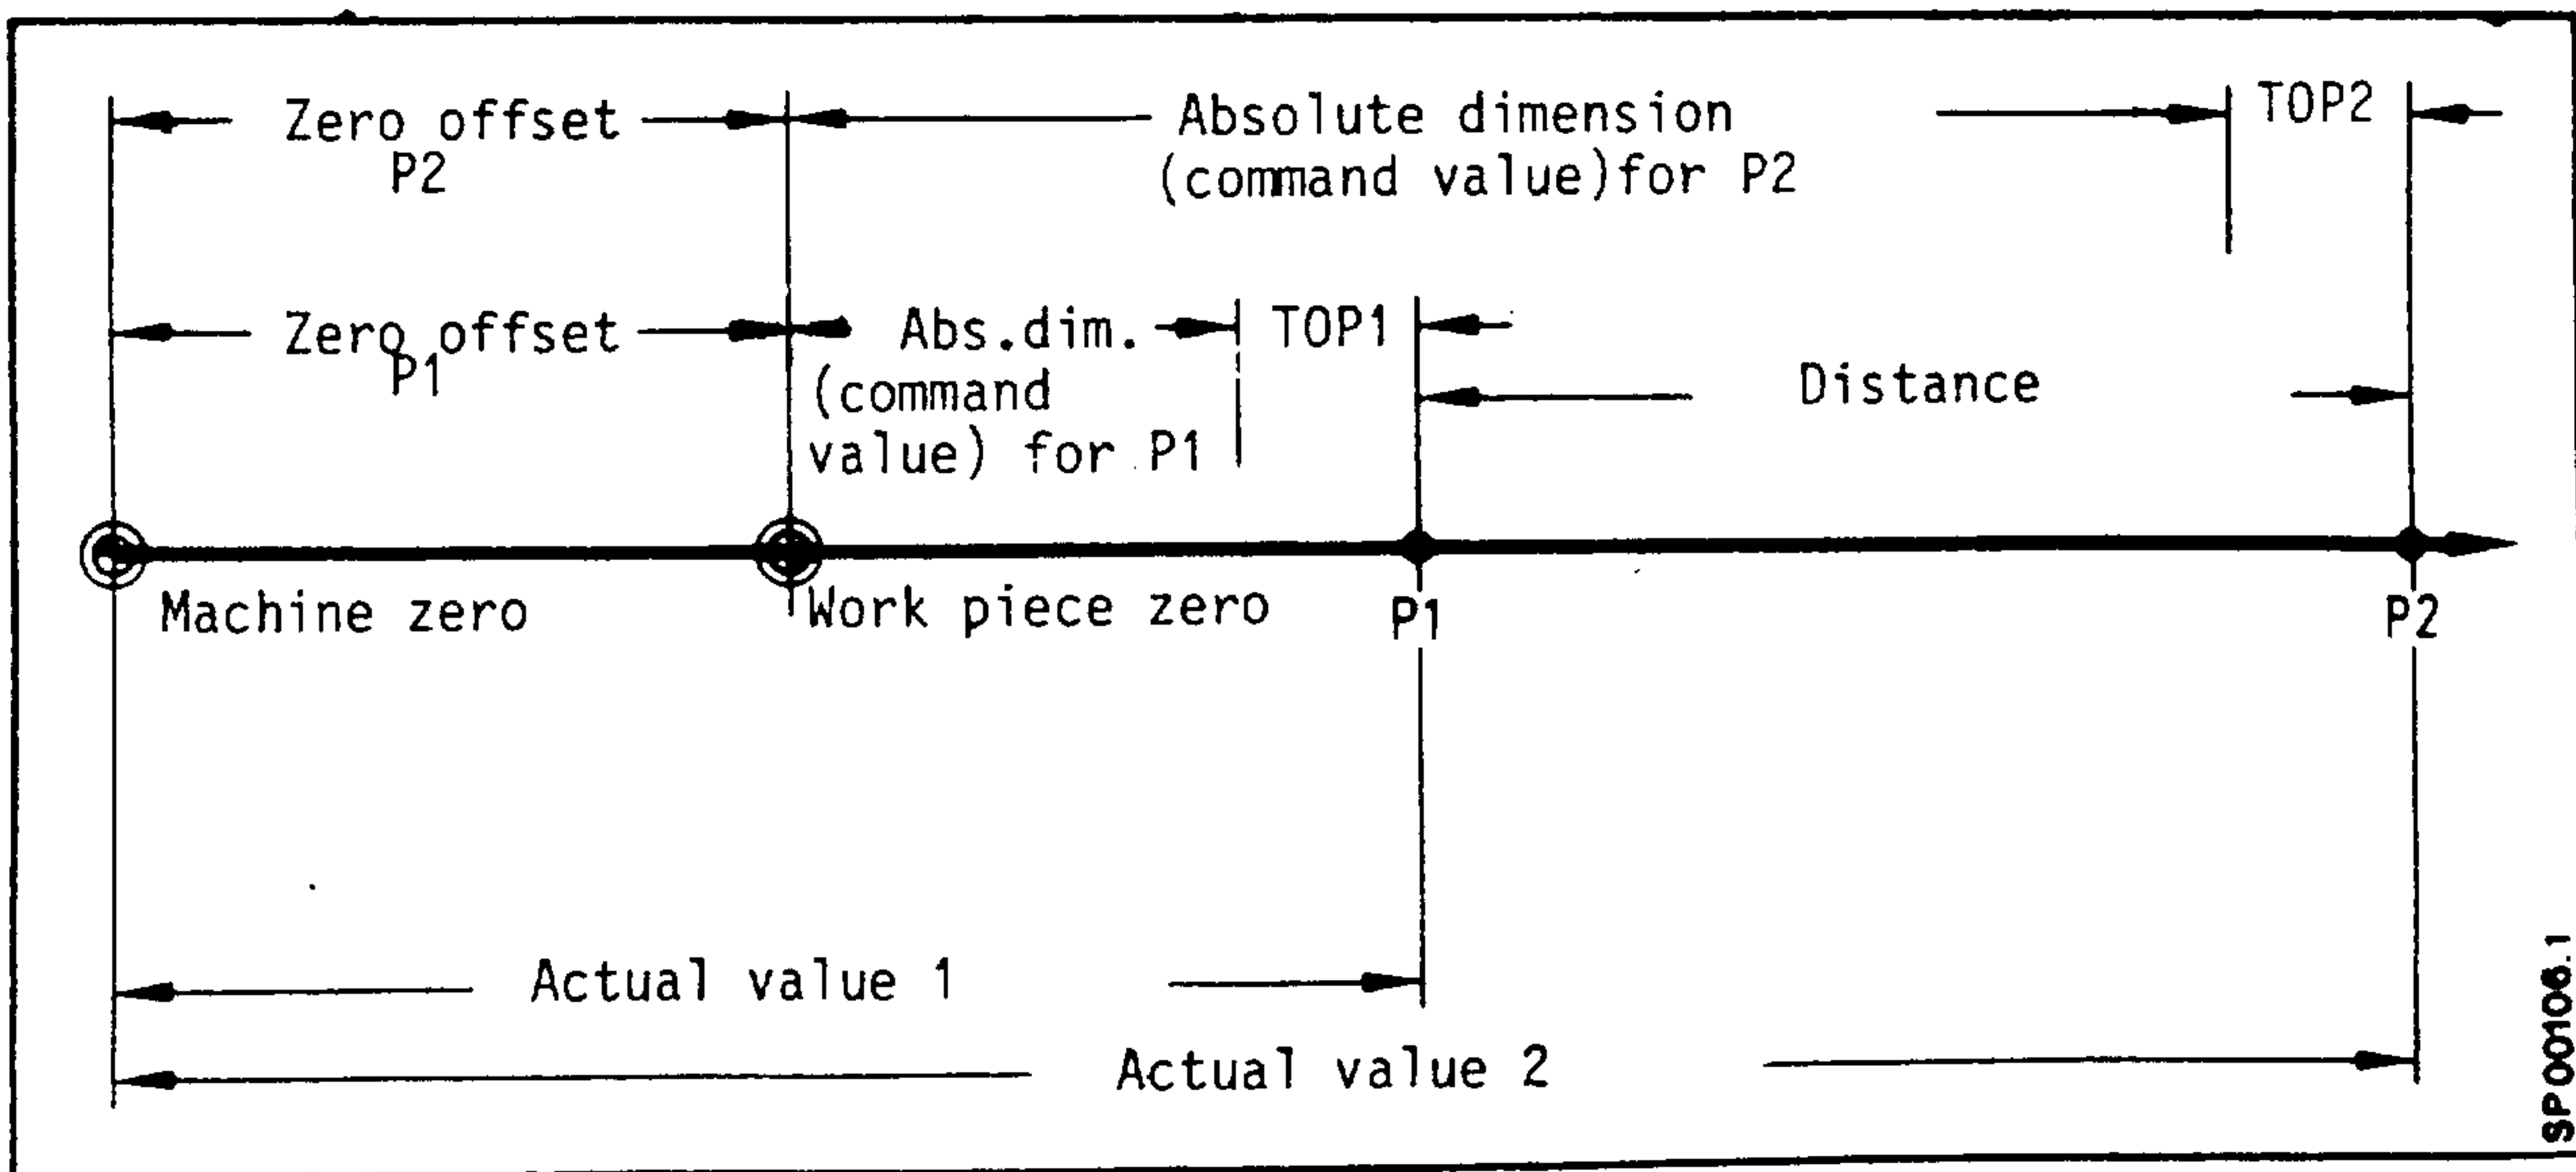 Zero offset
P2
Absolute dimension
(command value)for P2
TOP2
Zero offset
P1
Abs.dim.
(command
value) for P1
TOP1
Distance
Machine zero
Work piece zero
P1
P2
Actual value 1
Actual value 2
SP00106.1